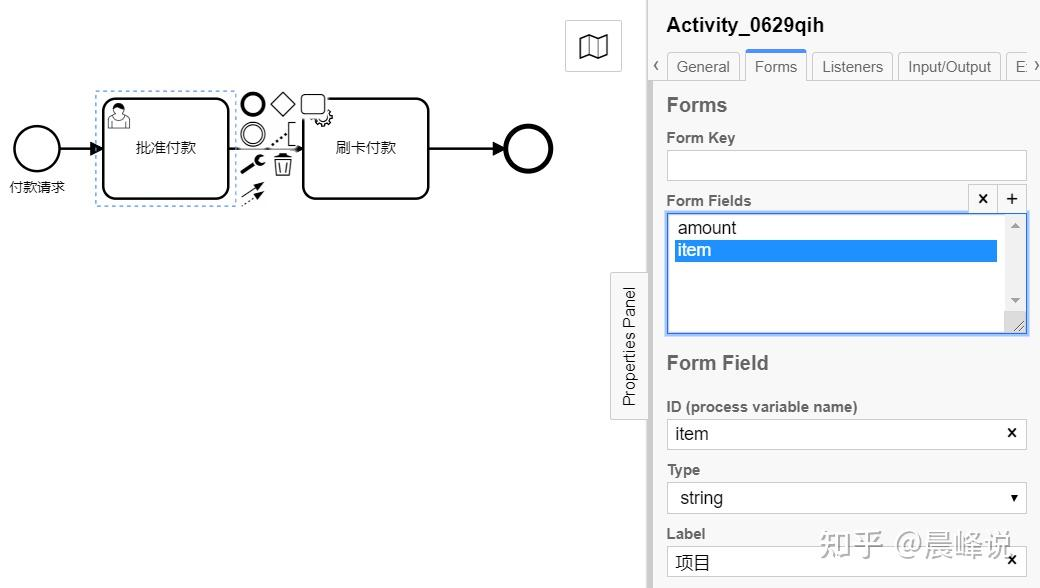 Activity_0629qih
General
Forms
Listeners
Input/Output
Forms
Form Key
Form Fields
amount
item
批准付款
刷卡付款
付款请求
Properties Panel
Form Field
ID (process variable name)
item
Type
string
Label
项目
知乎 @晨峰说